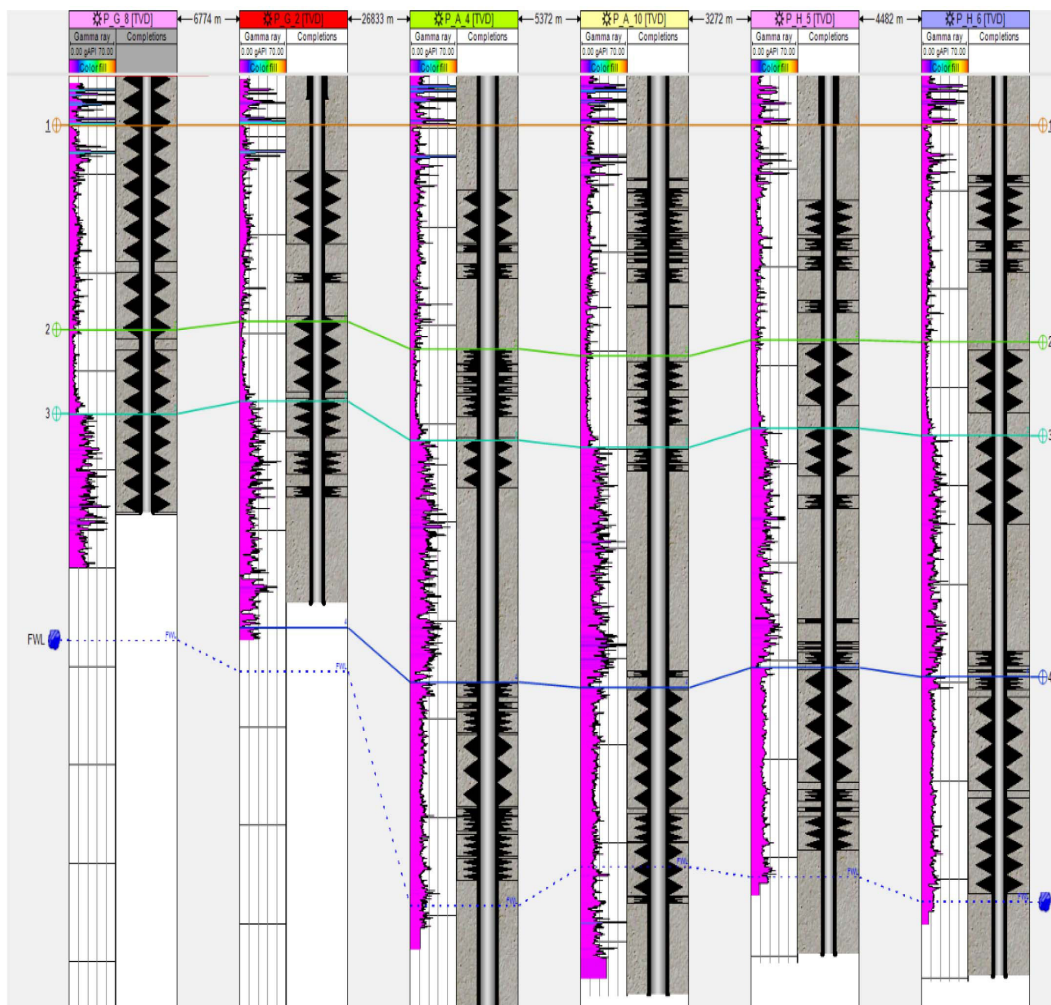 P_G_8 [TVD] 6774 m P_G_2 [TVD] 26833 m P_A_4 [TVD] 5372 m P_A_10 [TVD] 3272 m P_H_5 [TVD] 4482 m P_H_6 [TVD]
Gamma ray Completions Gamma ray Completions Gamma ray Completions Gamma ray Completions Gamma ray Completions Gamma ray Completions
0.00 gAPI 70.00 0.00 gAPI 70.00 0.00 gAPI 70.00 0.00 gAPI 70.00 0.00 gAPI 70.00 0.00 gAPI 70.00
Color fill Color fill Color fill Color fill Color fill Color fill
1 1
2 2
3 3
FWL FWL
4
FWL
4
FWL
FWL
FWL